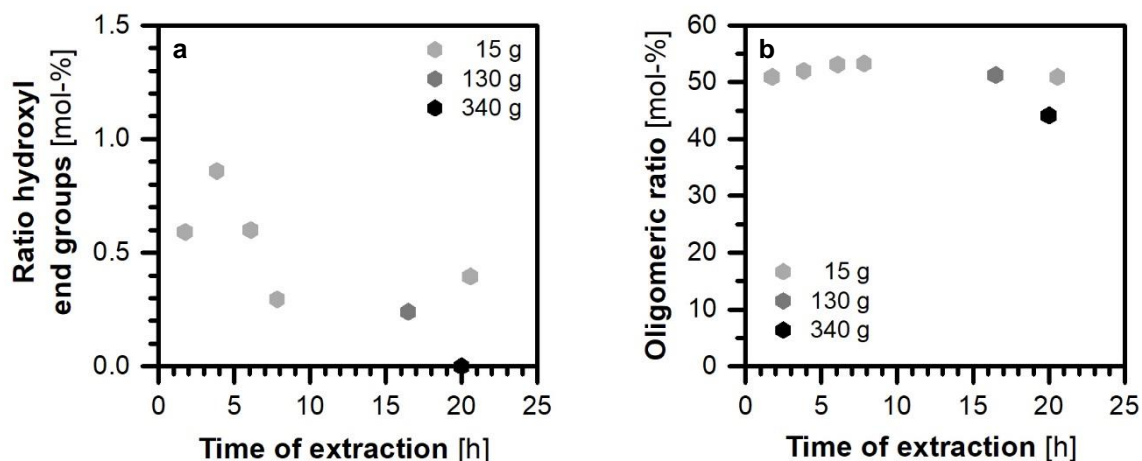 a
Ratio hydroxyl
end groups [mol-%]
1.5
1.0
0.5
0.0
15 g
130 g
340 g
0 5 10 15 20 25
Time of extraction [h]
b
Oligomeric ratio [mol-%]
60
50
40
30
20
10
0
15 g
130 g
340 g
0 5 10 15 20 25
Time of extraction [h]